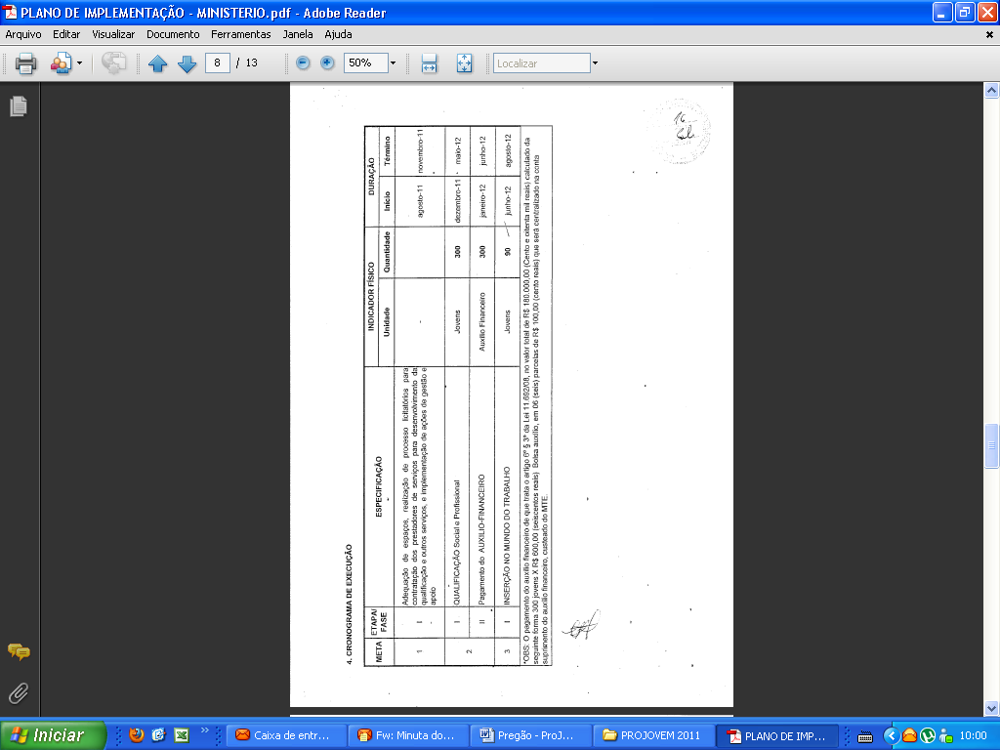 PLANO DE IMPLEMENTAÇÃO - MINISTERIO.pdf - Adobe Reader
Arquivo Editar Visualizar Documento Ferramentas Janela Ajuda
8 / 13 50% Localizar
16
4. CRONOGRAMA DE EXECUÇÃO
META ETAPA/ FASE ESPECIFICAÇÃO INDICADOR FÍSICO DURAÇÃO
Unidade Quantidade Início Término
1 I Adequação de espaços, realização de processo licitatórios para
contratação dos prestadores de serviços para desenvolvimento da
qualificação e outros serviços, e implementação de ações de gestão e
apoio
- agosto-11 novembro-11
2 I QUALIFICAÇÃO Social e Profissional Jovens 300 dezembro-11 maio-12
II Pagamento do AUXILIO-FINANCEIRO Auxílio Financeiro 300 janeiro-12 junho-12
3 I INSERÇÃO NO MUNDO DO TRABALHO Jovens 90 junho-12 agosto-12
*OBS: O pagamento do auxílio financeiro de que trata o artigo 6º § 3º da Lei 11.692/08, no valor total de R$ 180.000,00 (Cento e oitenta mil reais) calculado da
seguinte forma 300 jovens X R$ 600,00 (seiscentos reais) Bolsa auxílio, em 06 (seis) parcelas de R$ 100,00 (cento reais) que será centralizado na conta
suprimento do auxílio financeiro, custeado do MTE.
Iniciar » Caixa de entr... Fw: Minuta do... Pregão - ProJ... PROJOVEM 2011 PLANO DE IMP... 10:00